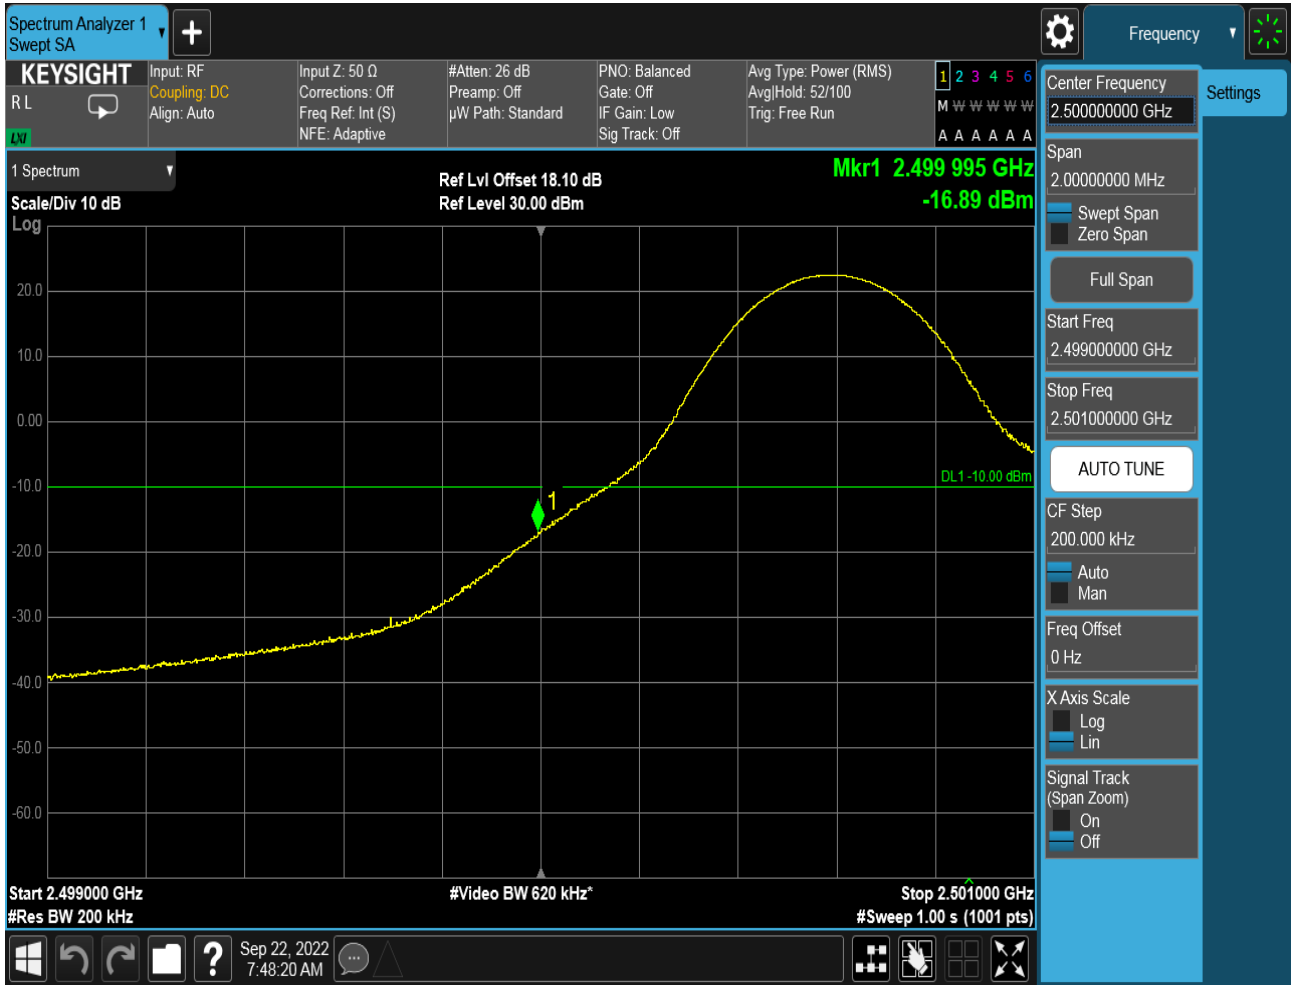 Spectrum Analyzer 1
Swept SA
Frequency
KEYSIGHT
R L
LXI
Input: RF
Coupling: DC
Align: Auto
Input Z: 50 Ω
Corrections: Off
Freq Ref: Int (S)
NFE: Adaptive
#Atten: 26 dB
Preamp: Off
µW Path: Standard
PNO: Balanced
Gate: Off
IF Gain: Low
Sig Track: Off
Avg Type: Power (RMS)
Avg|Hold: 52/100
Trig: Free Run
1 2 3 4 5 6
M W W W W W
A A A A A A
1 Spectrum
Scale/Div 10 dB
Log
Ref Lvl Offset 18.10 dB
Ref Level 30.00 dBm
Mkr1 2.499 995 GHz
-16.89 dBm
20.0
10.0
0.00
-10.0
-20.0
-30.0
-40.0
-50.0
-60.0
DL1 -10.00 dBm
1
Start 2.499000 GHz
#Res BW 200 kHz
#Video BW 620 kHz*
Stop 2.501000 GHz
#Sweep 1.00 s (1001 pts)
Sep 22, 2022
7:48:20 AM
Center Frequency
2.500000000 GHz
Settings
Span
2.00000000 MHz
Swept Span
Zero Span
Full Span
Start Freq
2.499000000 GHz
Stop Freq
2.501000000 GHz
AUTO TUNE
CF Step
200.000 kHz
Auto
Man
Freq Offset
0 Hz
X Axis Scale
Log
Lin
Signal Track
(Span Zoom)
On
Off